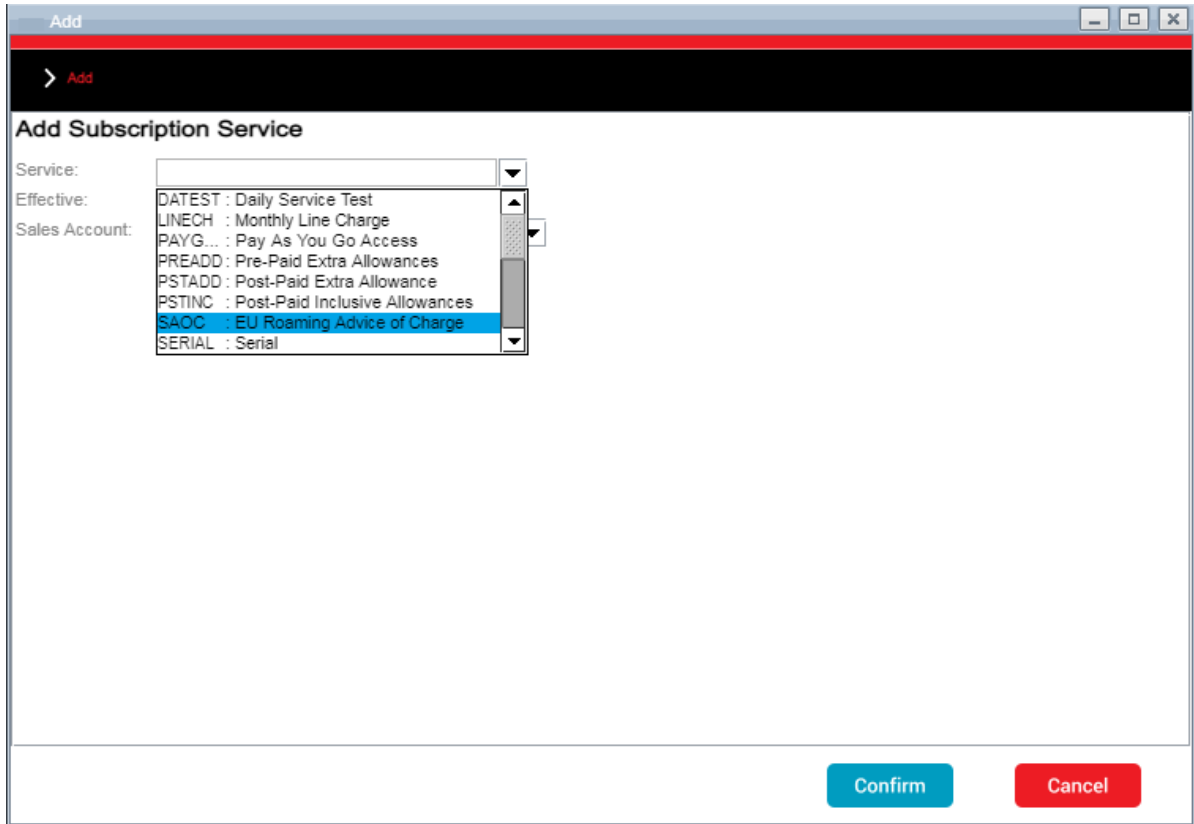 Add
Add
Add Subscription Service
Service:
Effective:
Sales Account:
DATEST : Daily Service Test
LINECH : Monthly Line Charge
PAYG... : Pay As You Go Access
PREADD : Pre-Paid Extra Allowances
PSTADD : Post-Paid Extra Allowance
PSTINC : Post-Paid Inclusive Allowances
SAOC : EU Roaming Advice of Charge
SERIAL : Serial
Confirm
Cancel